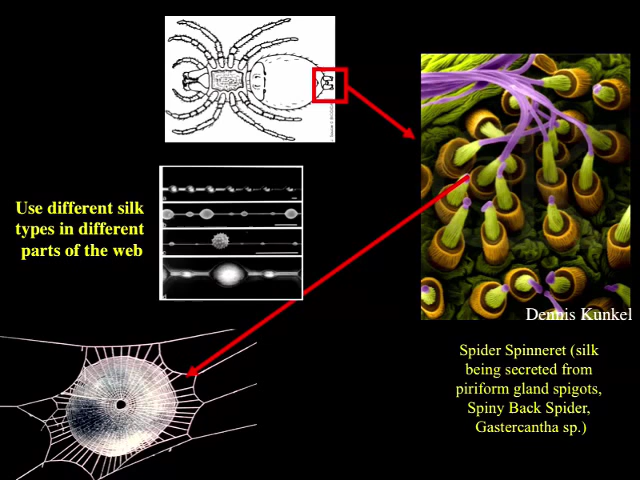 Use different silk
types in different
parts of the web
Dennis Kunkel
Spider Spinneret (silk
being secreted from
piriform gland spigots,
Spiny Back Spider,
Gastercantha sp.)